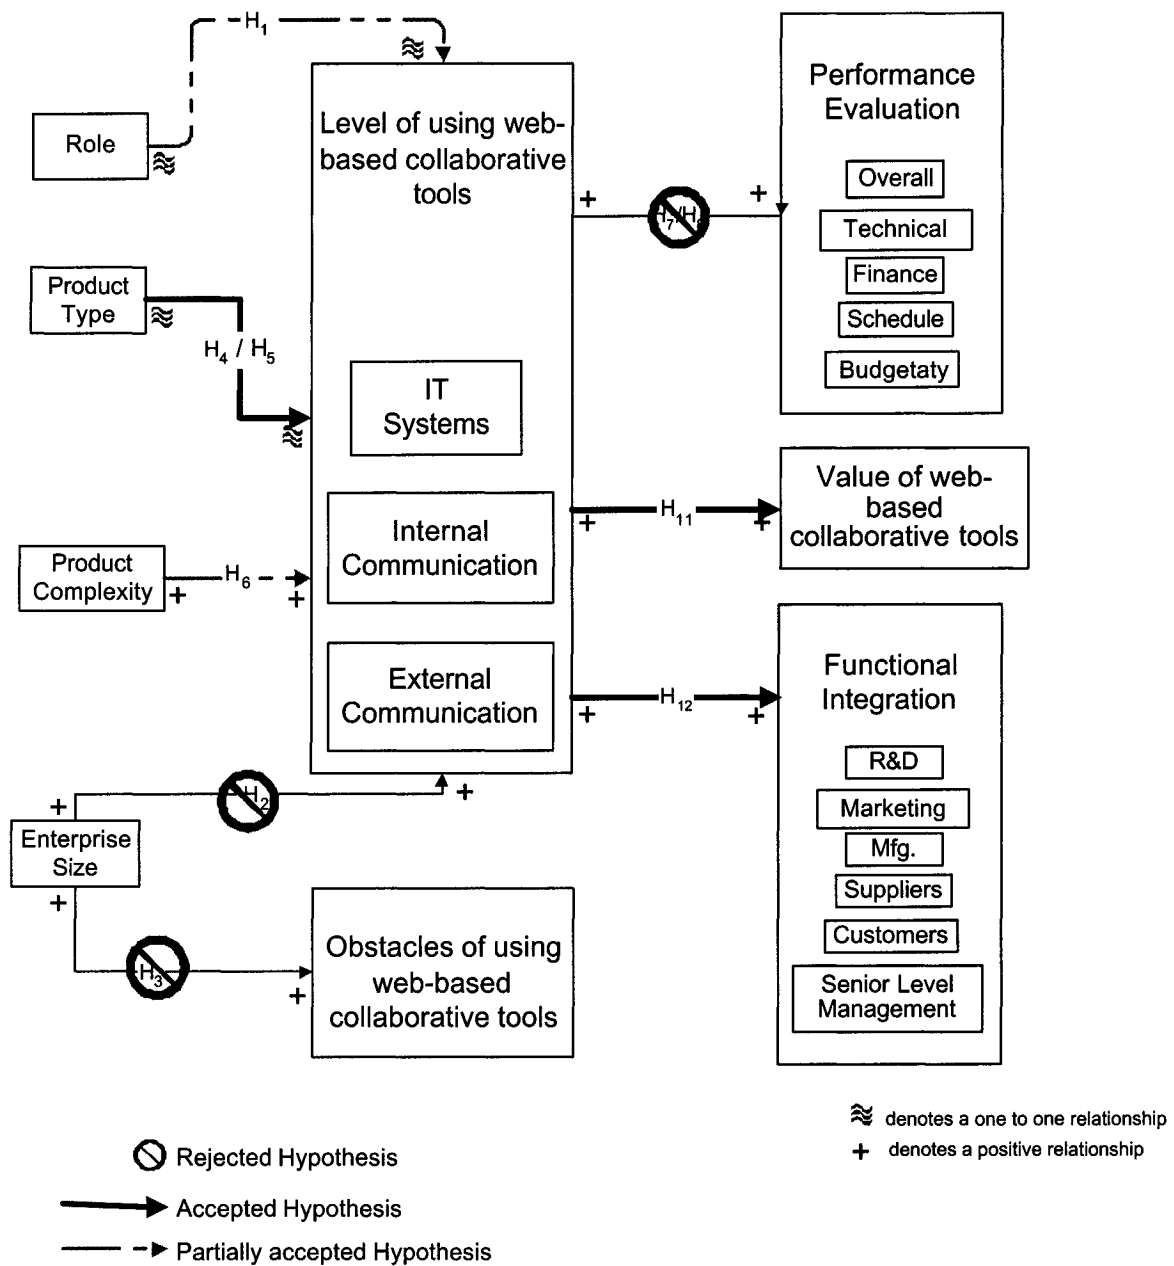 H1
Role
Level of using web-
based collaborative
tools
Performance
Evaluation
Overall
Technical
Finance
Schedule
Budgetaty
Product
Type
H4 / H5
IT
Systems
Internal
Communication
External
Communication
H11
Value of web-
based
collaborative tools
Product
Complexity
+ H6 +
H12
Functional
Integration
R&D
Marketing
Mfg.
Suppliers
Customers
Senior Level
Management
H2
Enterprise
Size
H3
Obstacles of using
web-based
collaborative tools
denotes a one to one relationship
+ denotes a positive relationship
Rejected Hypothesis
Accepted Hypothesis
Partially accepted Hypothesis